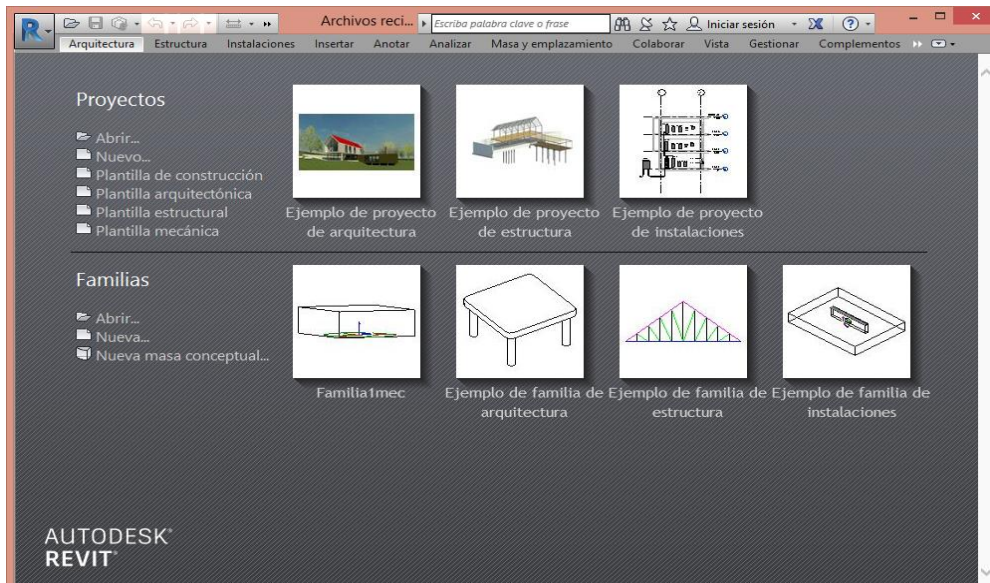 Archivos reci...
Escriba palabra clave o frase
Iniciar sesión
Arquitectura Estructura Instalaciones Insertar Anotar Analizar Masa y emplazamiento Colaborar Vista Gestionar Complementos
Proyectos
Abrir...
Nuevo...
Plantilla de construcción
Plantilla arquitectónica
Plantilla estructural
Plantilla mecánica
Ejemplo de proyecto
de arquitectura
Ejemplo de proyecto
de estructura
Ejemplo de proyecto
de instalaciones
Familias
Abrir...
Nueva...
Nueva masa conceptual...
Familia1mec
Ejemplo de familia de
arquitectura
Ejemplo de familia de
estructura
Ejemplo de familia de
instalaciones
AUTODESK®
REVIT®